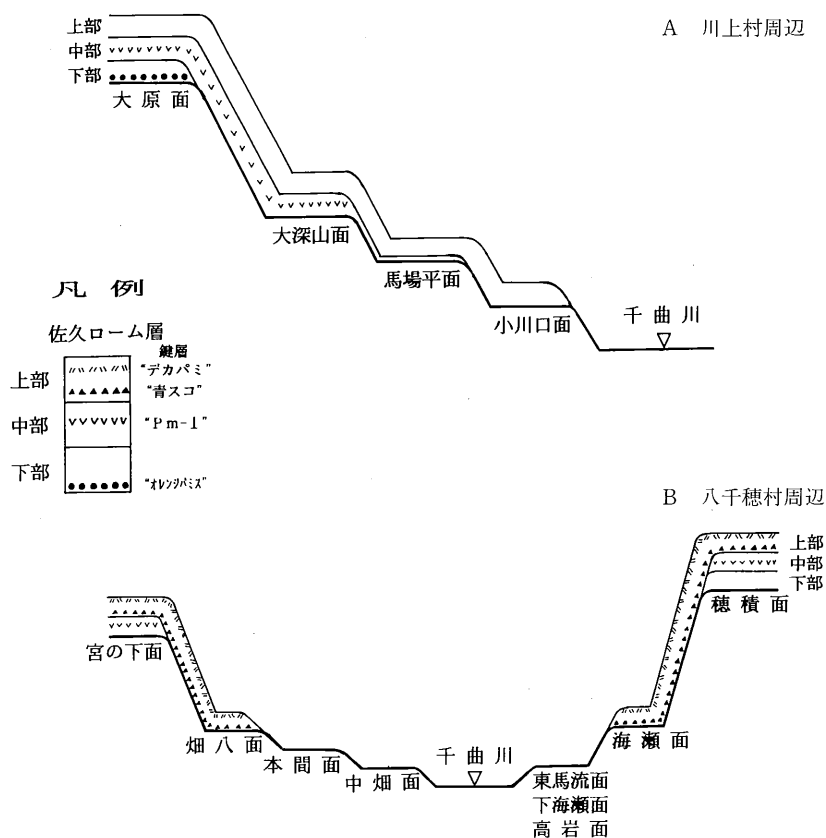 A 川上村周辺
上部
中部
下部
大原面
大深山面
馬場平面
小川口面
千曲川
凡例
佐久ローム層
鍵層
上部
"デカパミ"
"青スコ"
中部
"Pm-1"
下部
"オレンジパミス"
B 八千穂村周辺
上部
中部
下部
穂積面
宮の下面
畑八面
本間面
中畑面
千曲川
東馬流面
下海瀬面
高岩面
海瀬面